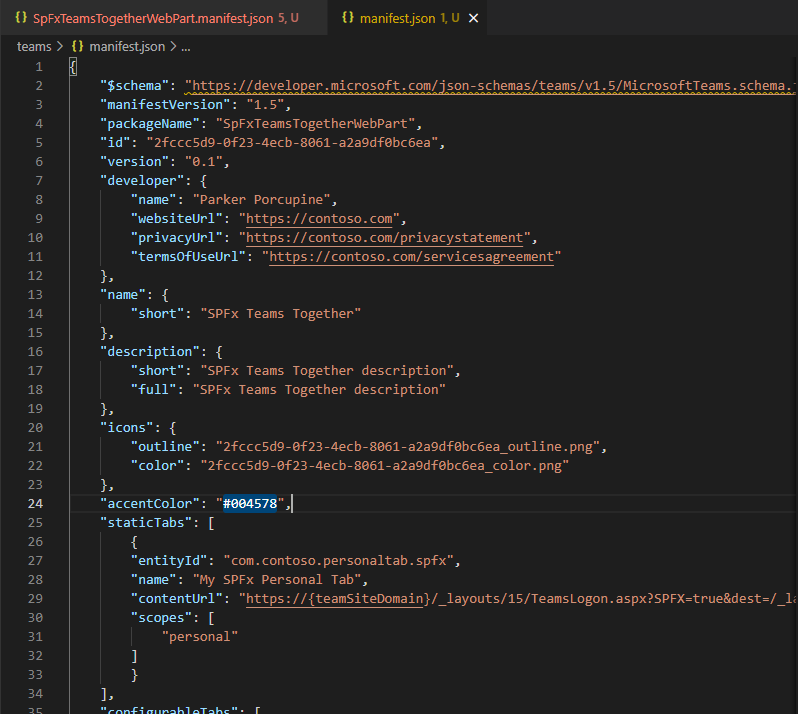 {} SpFxTeamsTogetherWebPart.manifest.json 5, U
{} manifest.json 1, U ×
teams > {} manifest.json > ...
1 {
2 "$schema": "https://developer.microsoft.com/json-schemas/teams/v1.5/MicrosoftTeams.schema.
3 "manifestVersion": "1.5",
4 "packageName": "SpFxTeamsTogetherWebPart",
5 "id": "2fccc5d9-0f23-4ecb-8061-a2a9df0bc6ea",
6 "version": "0.1",
7 "developer": {
8 "name": "Parker Porcupine",
9 "websiteUrl": "https://contoso.com",
10 "privacyUrl": "https://contoso.com/privacystatement",
11 "termsOfUseUrl": "https://contoso.com/servicesagreement"
12 },
13 "name": {
14 "short": "SPFx Teams Together"
15 },
16 "description": {
17 "short": "SPFx Teams Together description",
18 "full": "SPFx Teams Together description"
19 },
20 "icons": {
21 "outline": "2fccc5d9-0f23-4ecb-8061-a2a9df0bc6ea_outline.png",
22 "color": "2fccc5d9-0f23-4ecb-8061-a2a9df0bc6ea_color.png"
23 },
24 "accentColor": "#004578",
25 "staticTabs": [
26 {
27 "entityId": "com.contoso.personaltab.spfx",
28 "name": "My SPFx Personal Tab",
29 "contentUrl": "https://{teamSiteDomain}/_layouts/15/TeamsLogon.aspx?SPFX=true&dest=/_la
30 "scopes": [
31 "personal"
32 ]
33 }
34 ],
35 "configurableTabs": [